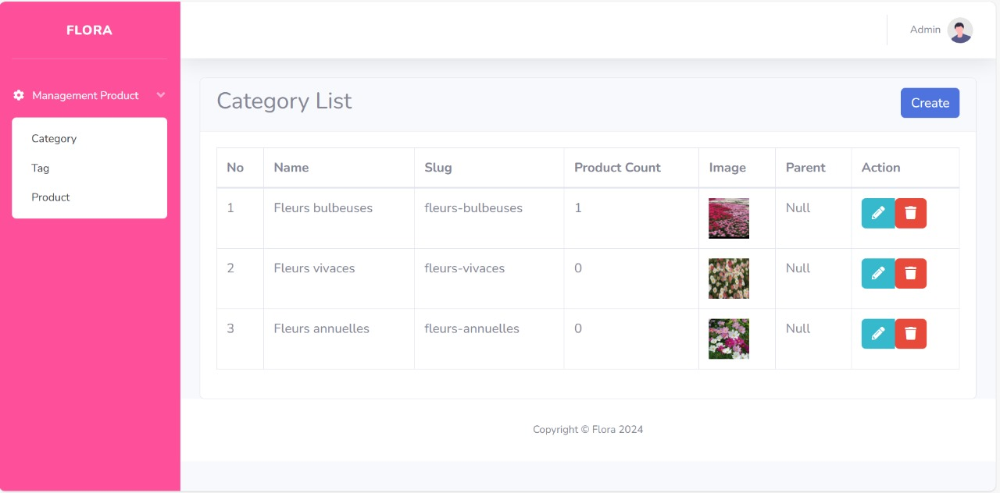 FLORA
Admin
Management Product
Category
Tag
Product
Category List
Create
No Name Slug Product Count Image Parent Action
1 Fleurs bulbeuses fleurs-bulbeuses 1 Null
2 Fleurs vivaces fleurs-vivaces 0 Null
3 Fleurs annuelles fleurs-annuelles 0 Null
Copyright © Flora 2024